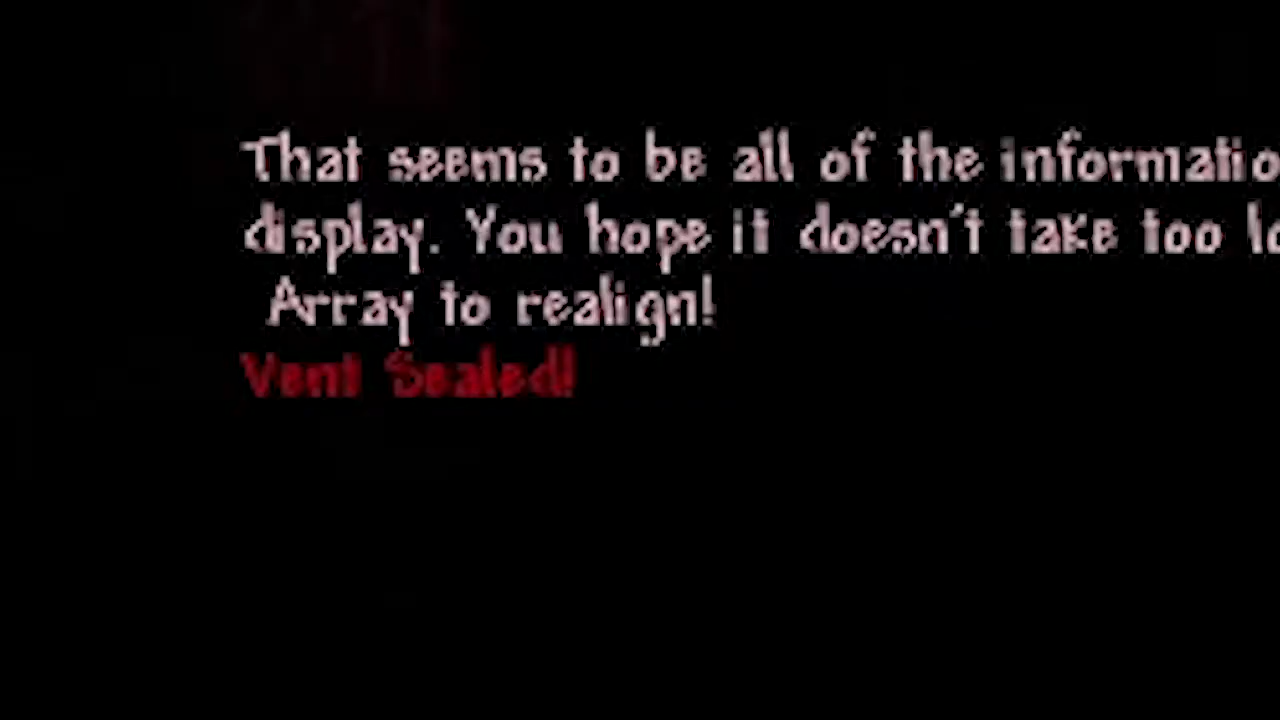 That seems to be all of the informatio
display. You hope it doesn't take too lo
Array to realign!
Vent Sealed!